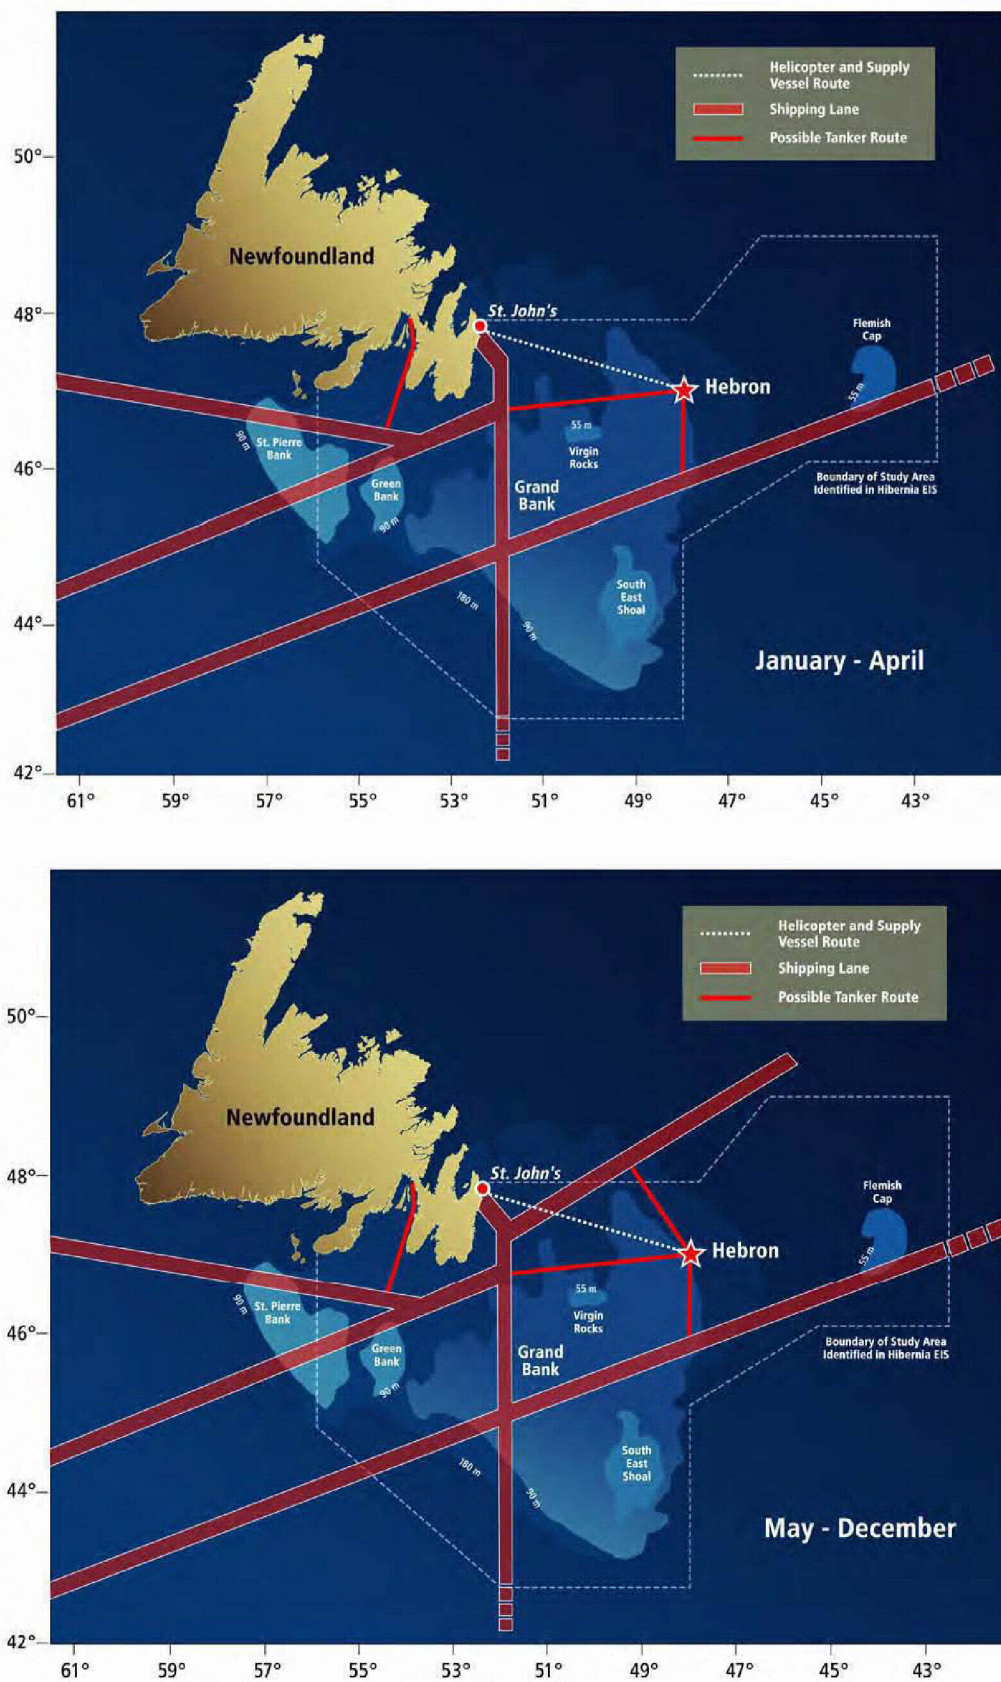 Helicopter and Supply
Vessel Route
Shipping Lane
Possible Tanker Route
50°
Newfoundland
48°
St. John's
Flemish
Cap
55 m
Hebron
90 m
St. Pierre
Bank
55 m
Virgin
Rocks
46°
Green
Bank
90 m
Grand
Bank
Boundary of Study Area
Identified in Hibernia EIS
South
East
Shoal
180 m
90 m
44°
January - April
42°
61° 59° 57° 55° 53° 51° 49° 47° 45° 43°
Helicopter and Supply
Vessel Route
Shipping Lane
Possible Tanker Route
50°
Newfoundland
48°
St. John's
Flemish
Cap
55 m
Hebron
90 m
St. Pierre
Bank
55 m
Virgin
Rocks
46°
Green
Bank
90 m
Grand
Bank
Boundary of Study Area
Identified in Hibernia EIS
South
East
Shoal
180 m
90 m
44°
May - December
42°
61° 59° 57° 55° 53° 51° 49° 47° 45° 43°